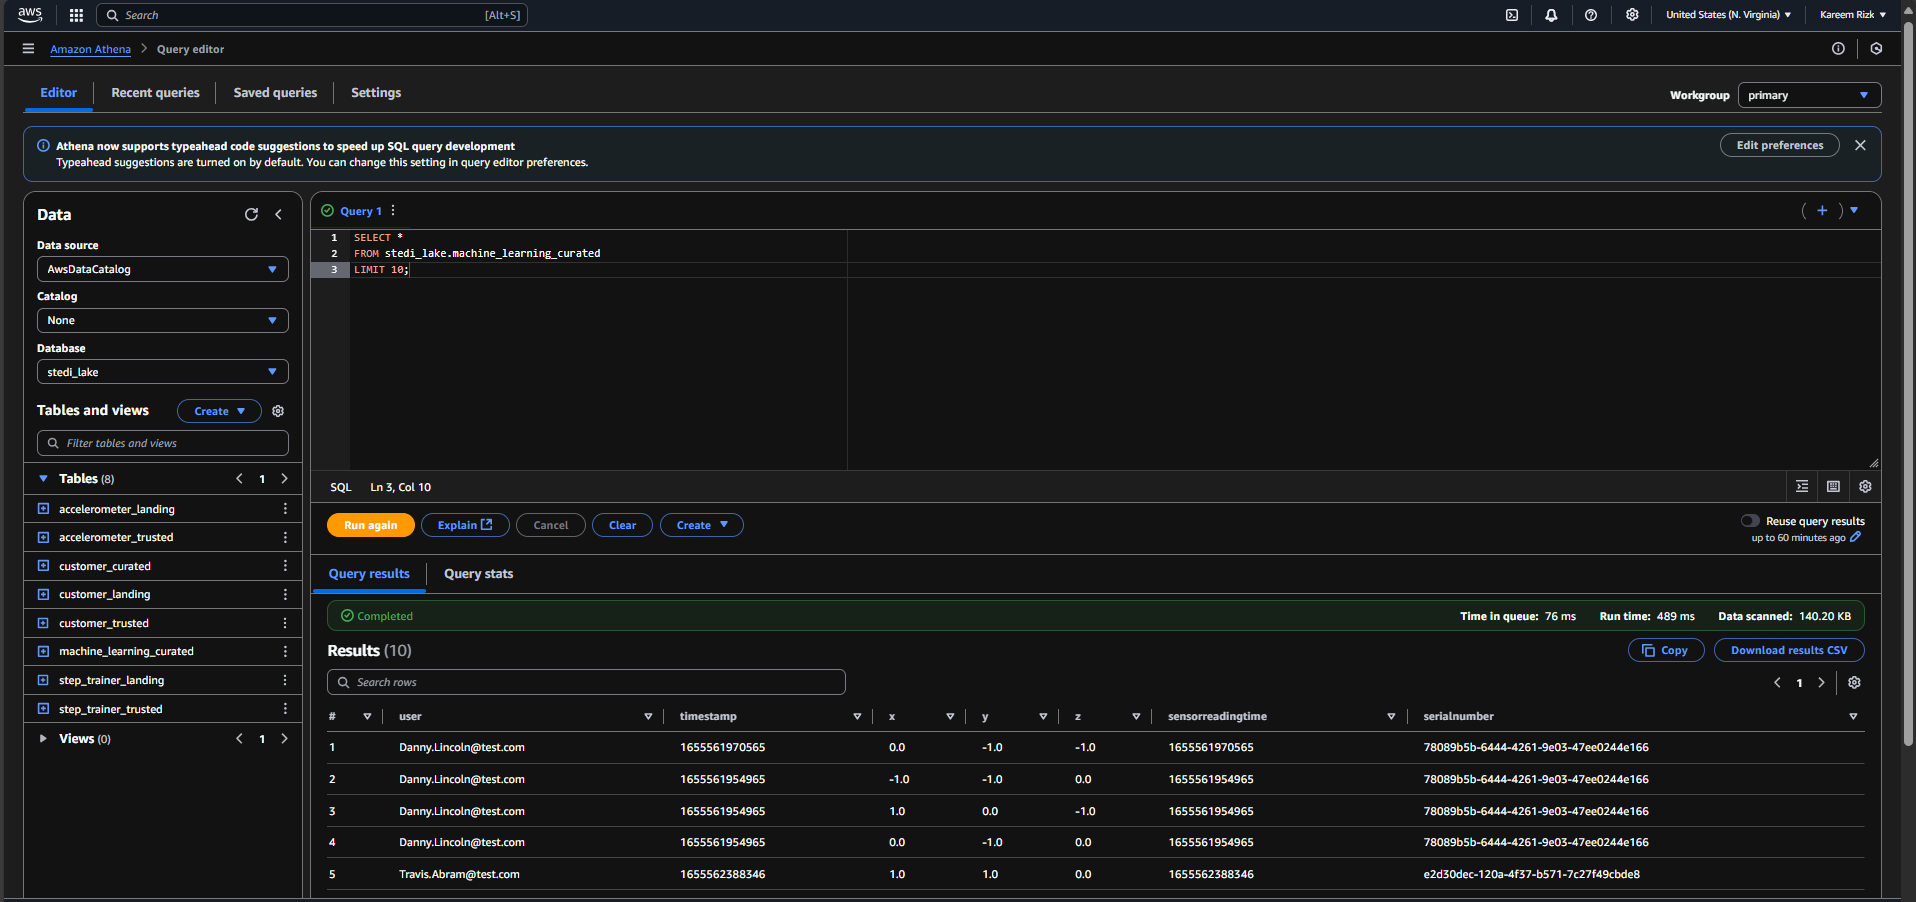 aws
Search [Alt+S]
United States (N. Virginia)
Kareem Rizk
Amazon Athena
Query editor
Editor
Recent queries
Saved queries
Settings
Workgroup
primary
Athena now supports typeahead code suggestions to speed up SQL query development
Typeahead suggestions are turned on by default. You can change this setting in query editor preferences.
Edit preferences
Data
Data source
AwsDataCatalog
Catalog
None
Database
stedi_lake
Tables and views
Create
Filter tables and views
Tables (8)
1
accelerometer_landing
accelerometer_trusted
customer_curated
customer_landing
customer_trusted
machine_learning_curated
step_trainer_landing
step_trainer_trusted
Views (0)
1
Query 1
1 SELECT *
2 FROM stedi_lake.machine_learning_curated
3 LIMIT 10;
SQL Ln 3, Col 10
Run again
Explain
Cancel
Clear
Create
Reuse query results
up to 60 minutes ago
Query results
Query stats
Completed
Time in queue: 76 ms Run time: 489 ms Data scanned: 140.20 KB
Results (10)
Copy
Download results CSV
Search rows
1
# user timestamp x y z sensorreadingtime serialnumber
1 Danny.Lincoln@test.com 1655561970565 0.0 -1.0 -1.0 1655561970565 78089b5b-6444-4261-9e03-47ee0244e166
2 Danny.Lincoln@test.com 1655561954965 -1.0 -1.0 0.0 1655561954965 78089b5b-6444-4261-9e03-47ee0244e166
3 Danny.Lincoln@test.com 1655561954965 1.0 0.0 -1.0 1655561954965 78089b5b-6444-4261-9e03-47ee0244e166
4 Danny.Lincoln@test.com 1655561954965 0.0 -1.0 0.0 1655561954965 78089b5b-6444-4261-9e03-47ee0244e166
5 Travis.Abram@test.com 1655562388346 1.0 1.0 0.0 1655562388346 e2d30dec-120a-4f37-b571-7c27f49cbde8